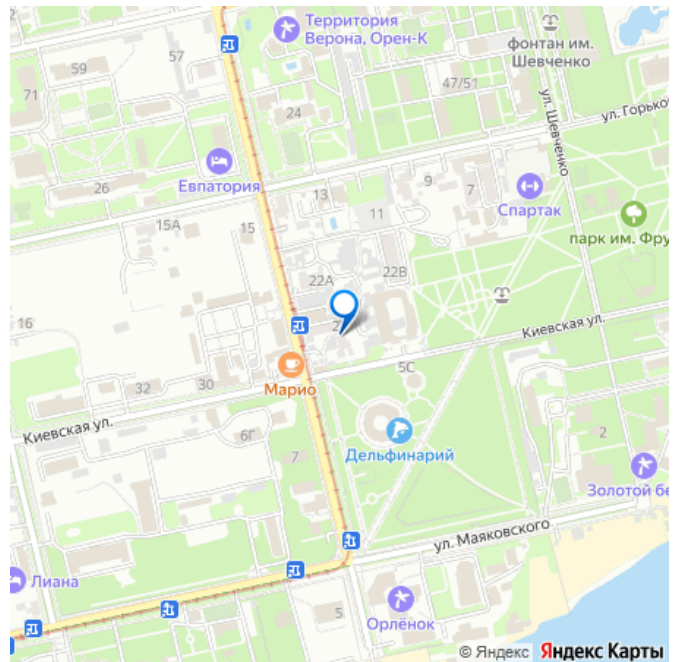 Территория
Верона, Орен-К
фонтан им.
Шевченко
57
59
71
47/51
24
ул. Шевченко
ул. Горько
Евпатория
26
13
9
7
11
Спартак
15А
15
парк им. Фру
22А
22В
16
Киевская ул.
Марио
5С
32
30
Киевская ул.
6Г
7
Дельфинарий
2
Золотой бе
ул. Маяковского
Лиана
Орлёнок
5
© Яндекс Яндекс Карты